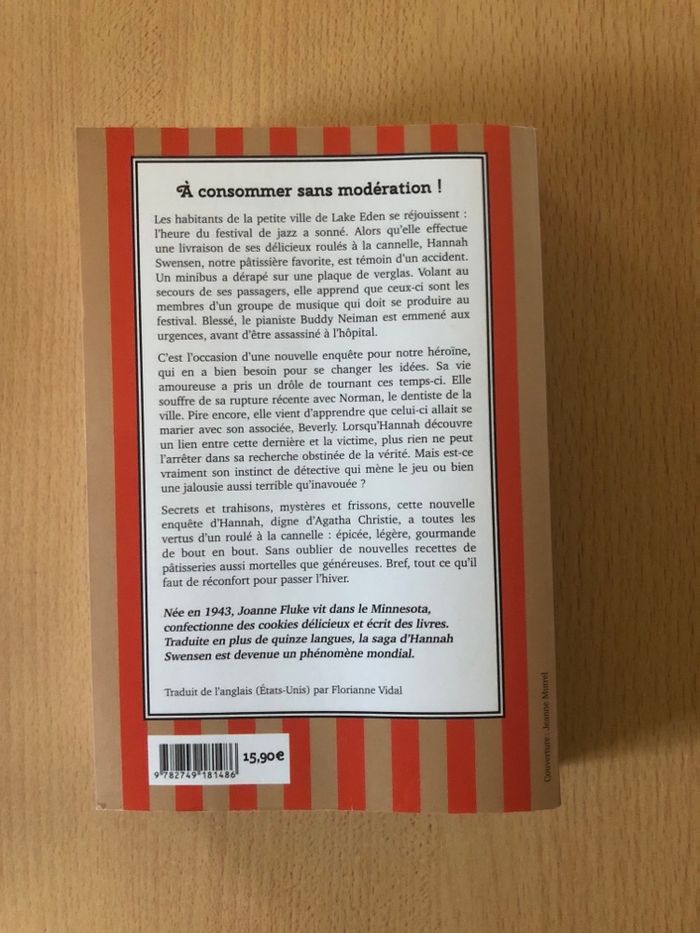 À consommer sans modération !
Les habitants de la petite ville de Lake Eden se réjouissent :
l'heure du festival de jazz a sonné. Alors qu'elle effectue
une livraison de ses délicieux roulés à la cannelle, Hannah
Swensen, notre pâtissière favorite, est témoin d'un accident.
Un minibus a dérapé sur une plaque de verglas. Volant au
secours de ses passagers, elle apprend que ceux-ci sont les
membres d'un groupe de musique qui doit se produire au
festival. Blessé, le pianiste Buddy Neiman est emmené aux
urgences, avant d'être assassiné à l'hôpital.
C'est l'occasion d'une nouvelle enquête pour notre héroïne,
qui en a bien besoin pour se changer les idées. Sa vie
amoureuse a pris un drôle de tournant ces temps-ci. Elle
souffre de sa rupture récente avec Norman, le dentiste de la
ville. Pire encore, elle vient d'apprendre que celui-ci allait se
marier avec son associée, Beverly. Lorsqu'Hannah découvre
un lien entre cette dernière et la victime, plus rien ne peut
l'arrêter dans sa recherche obstinée de la vérité. Mais est-ce
vraiment son instinct de détective qui mène le jeu ou bien
une jalousie aussi terrible qu'inavouée ?
Secrets et trahisons, mystères et frissons, cette nouvelle
enquête d'Hannah, digne d'Agatha Christie, a toutes les
vertus d'un roulé à la cannelle : épicée, légère, gourmande
de bout en bout. Sans oublier de nouvelles recettes de
pâtisseries aussi mortelles que généreuses. Bref, tout ce qu'il
faut de réconfort pour passer l'hiver.
Née en 1943, Joanne Fluke vit dans le Minnesota,
confectionne des cookies délicieux et écrit des livres.
Traduite en plus de quinze langues, la saga d'Hannah
Swensen est devenue un phénomène mondial.
Traduit de l'anglais (États-Unis) par Florianne Vidal
15,90€
9 782749 181486
Couverture : Jeanne Mutrel